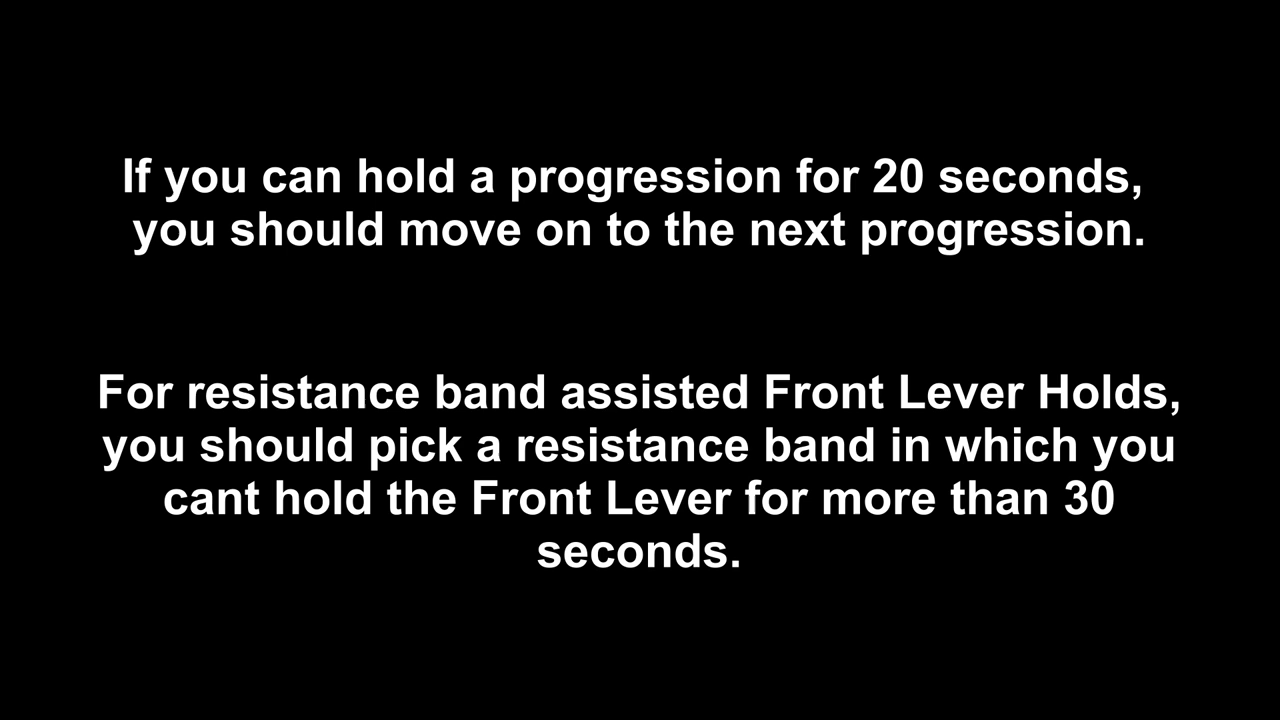 If you can hold a progression for 20 seconds,
you should move on to the next progression.
For resistance band assisted Front Lever Holds,
you should pick a resistance band in which you
cant hold the Front Lever for more than 30
seconds.